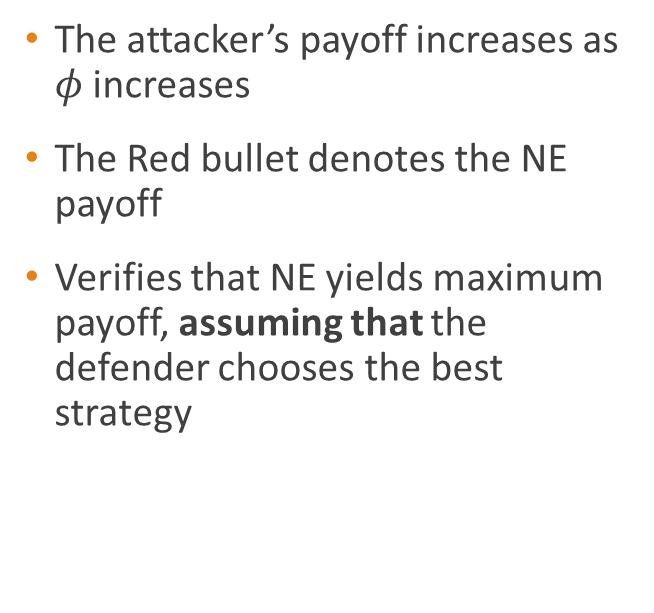 • The attacker’s payoff increases as
ϕ increases
• The Red bullet denotes the NE
payoff
• Verifies that NE yields maximum
payoff, assuming that the
defender chooses the best
strategy